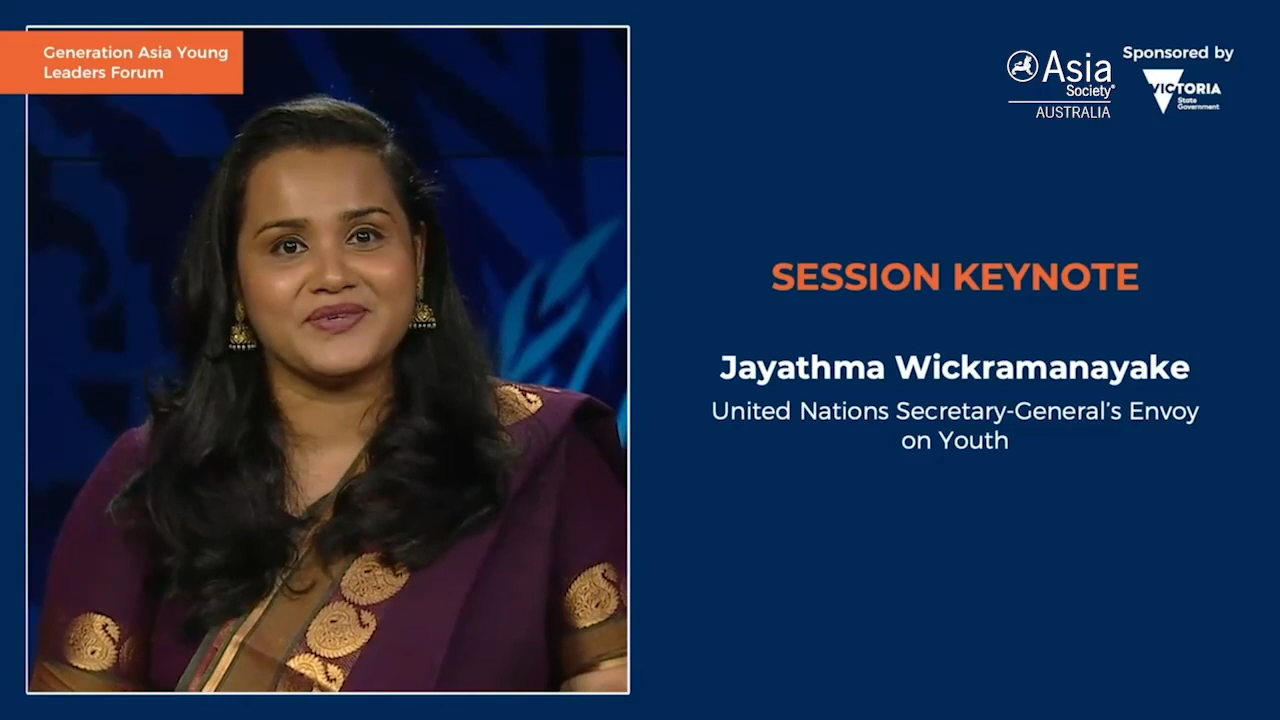 Generation Asia Young
Leaders Forum
Asia
Society
AUSTRALIA
Sponsored by
VICTORIA
State
Government
SESSION KEYNOTE
Jayathma Wickramanayake
United Nations Secretary-General's Envoy
on Youth